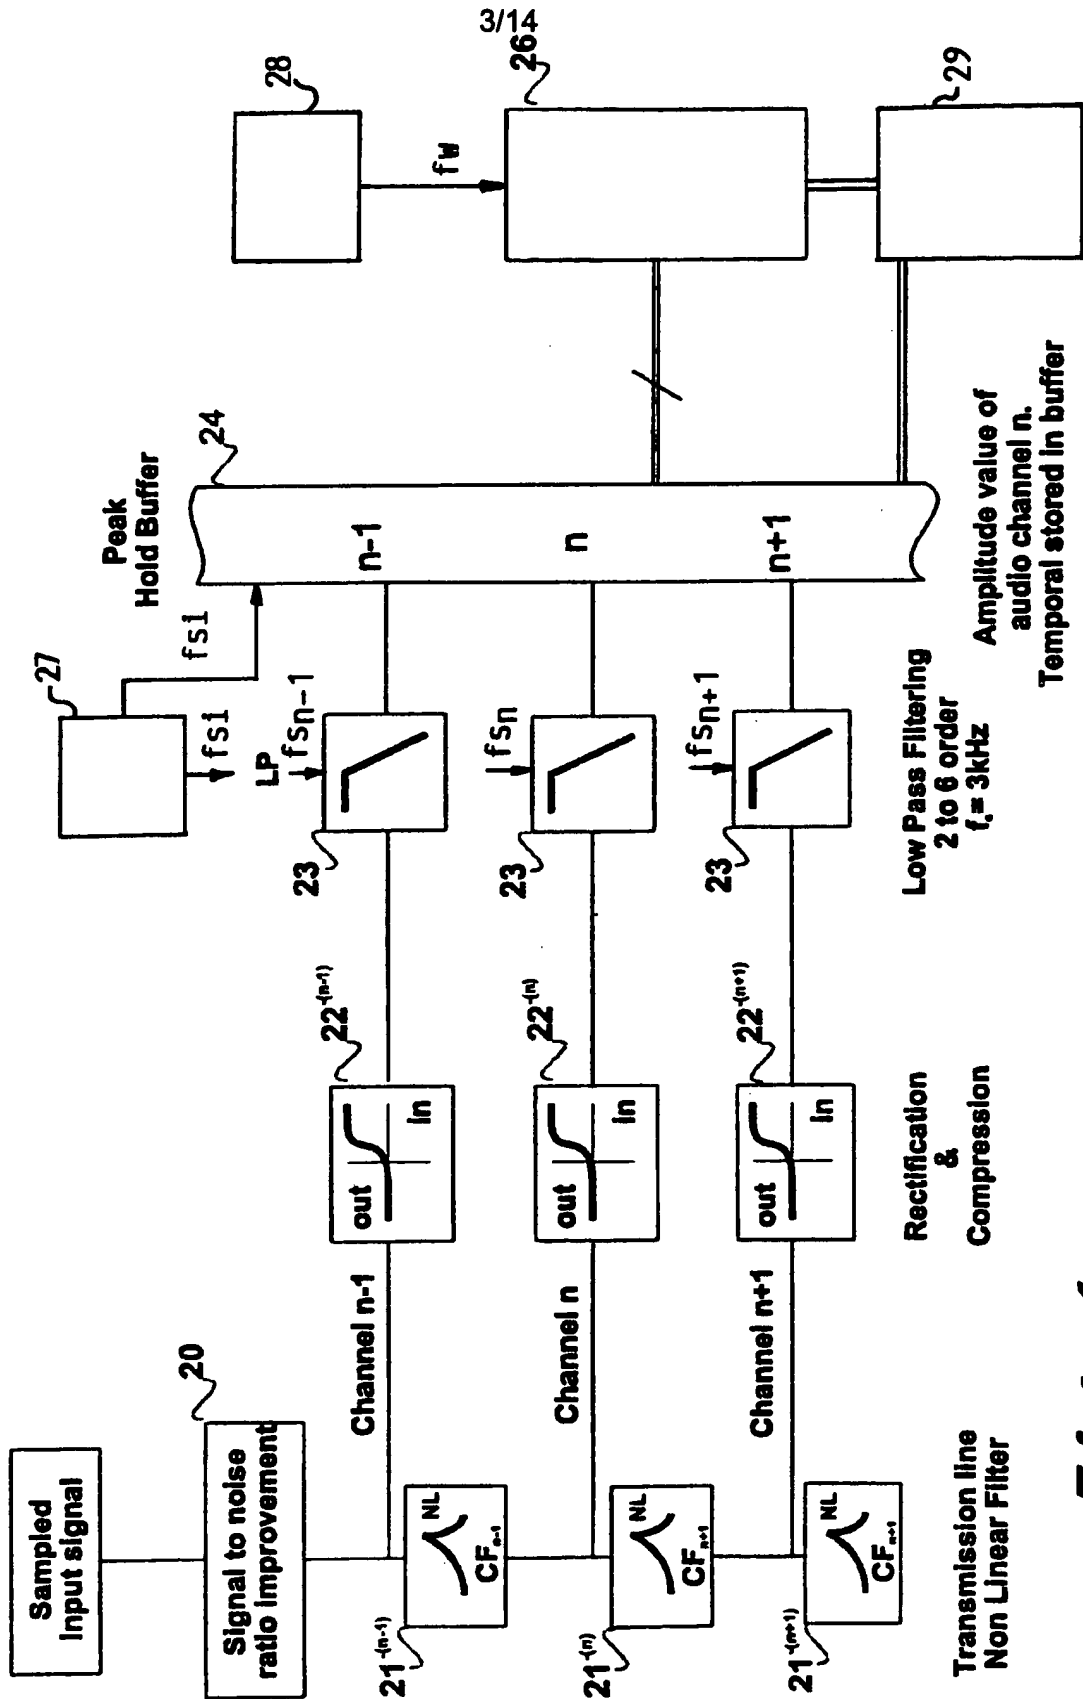 3/14
Sampled
Input signal
20
Signal to noise
ratio improvement
21-(n-1)
NL
CFn-1
21-(n)
NL
CFn+1
21-(n+1)
NL
CFn+1
Transmission line
Non Linear Filter
Channel n-1
Channel n
Channel n+1
22-(n-1)
out
in
22-(n)
out
in
22-(n+1)
out
in
Rectification
&
Compression
27
fsi
fsi
LP
fsn-1
23
fsn
23
fsn+1
23
Low Pass Filtering
2 to 6 order
fc= 3kHz
Peak
Hold Buffer
24
n-1
n
n+1
Amplitude value of
audio channel n.
Temporal stored in buffer
28
fw
26
29